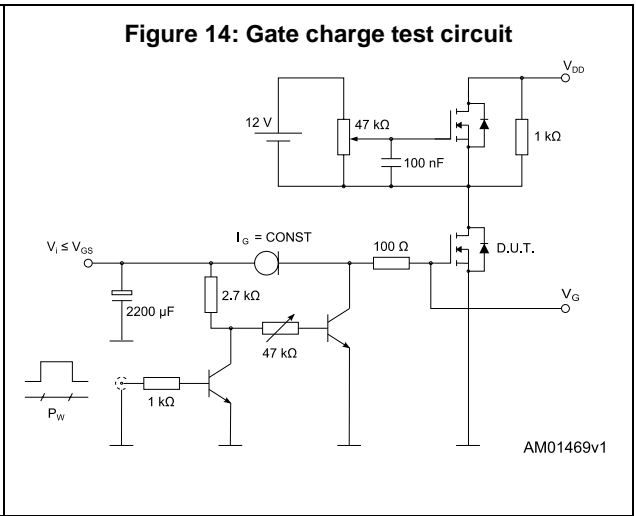 Figure 14: Gate charge test circuit
VDD
12 V
47 kΩ
1 kΩ
100 nF
Vi ≤ VGS
IG = CONST
100 Ω
D.U.T.
VG
2200 μF
2.7 kΩ
47 kΩ
1 kΩ
PW
AM01469v1